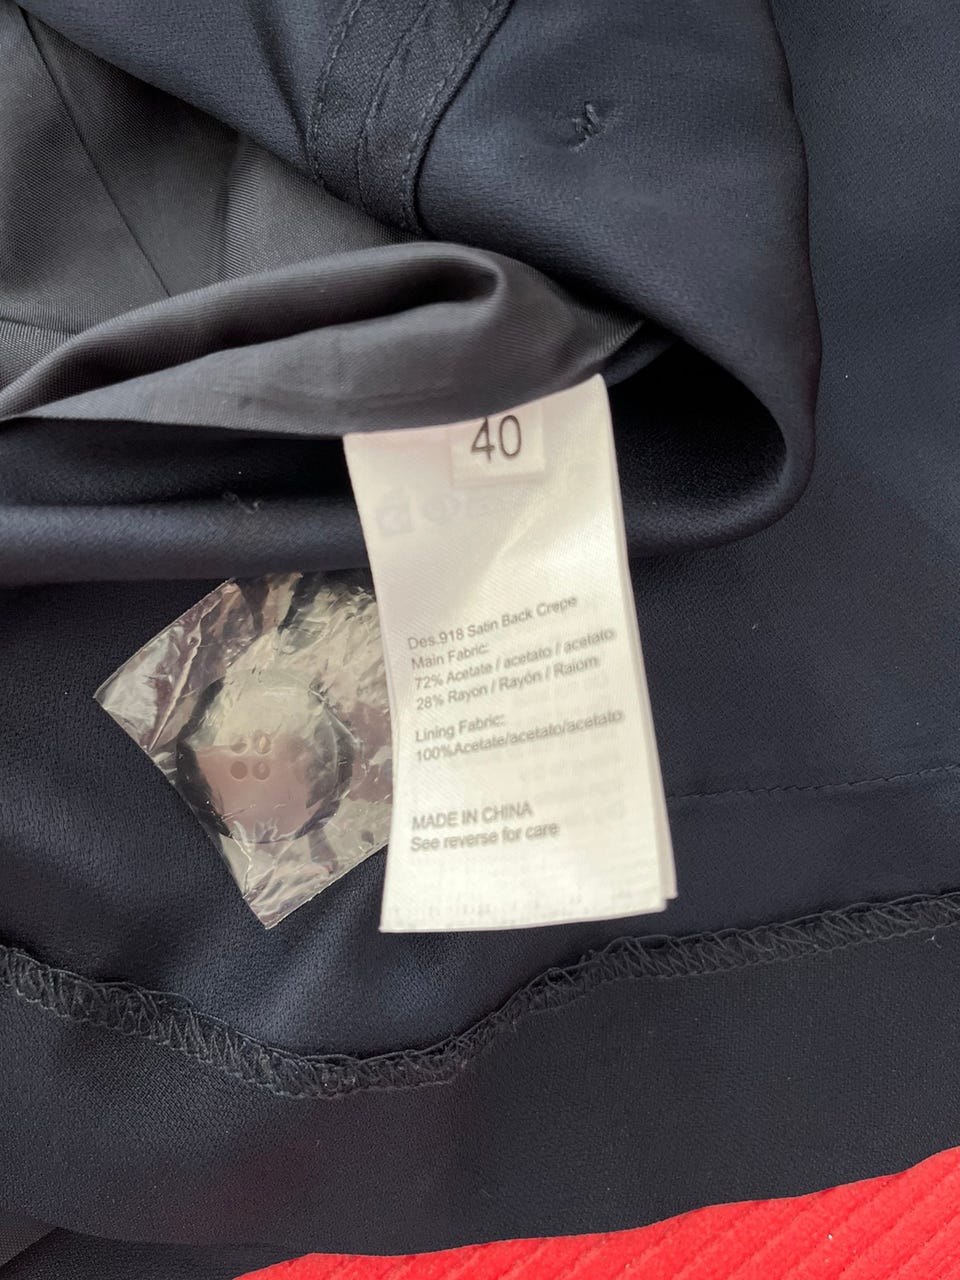 40
Des.918 Satin Back Crepe
Main Fabric:
72% Acetate / acetato / acetato
28% Rayon / Rayón / Raiom
Lining Fabric:
100%Acetate/acetato/acetato
MADE IN CHINA
See reverse for care